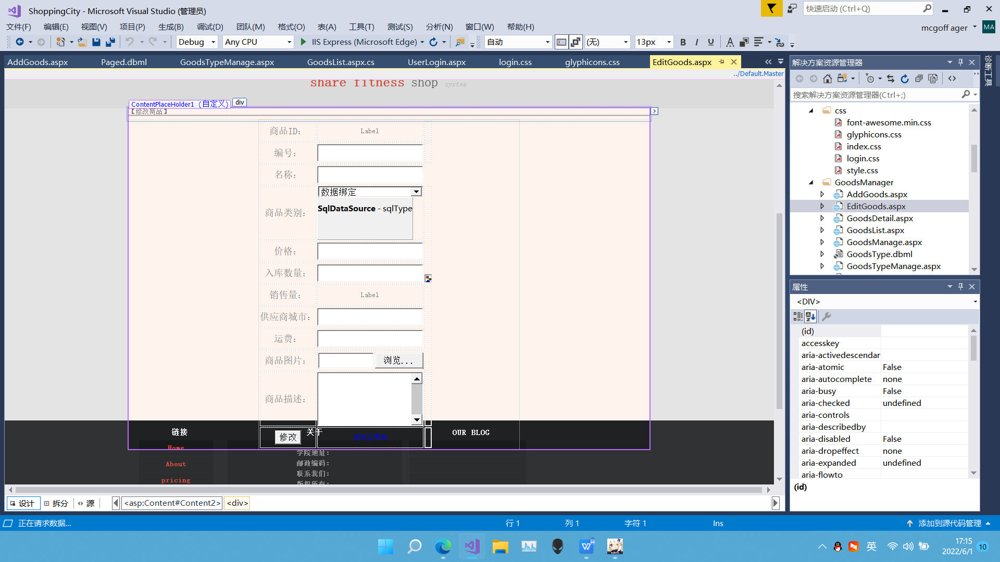 ShoppingCity - Microsoft Visual Studio (管理员)
快速启动 (Ctrl+Q)
文件(F) 编辑(E) 视图(V) 项目(P) 生成(B) 调试(D) 团队(M) 格式(O) 表(A) 工具(T) 测试(S) 分析(N) 窗口(W) 帮助(H)
mcgoff ager MA
Debug Any CPU IIS Express (Microsoft Edge) 自动 (无) 13px B I U A
AddGoods.aspx Paged.dbml GoodsTypeManage.aspx GoodsList.aspx.cs UserLogin.aspx login.css glyphicons.css EditGoods.aspx
../Default.Master
share fitness shop system
ContentPlaceHolder1 (自定义) div
【修改商品】
商品ID： Label
编号：
名称：
数据绑定
商品类别： SqlDataSource - sqlType
价格：
入库数量：
销售量： Label
供应商城市：
运费：
商品图片： 浏览...
商品描述：
链接 修改 关于 OUR BLOG
Home
About
pricing
学院地址：
邮政编码：
联系我们：
版权所有：
设计 拆分 源 <asp:Content#Content2> <div>
解决方案资源管理器
搜索解决方案资源管理器(Ctrl+;)
css
font-awesome.min.css
glyphicons.css
index.css
login.css
style.css
GoodsManager
AddGoods.aspx
EditGoods.aspx
GoodsDetail.aspx
GoodsList.aspx
GoodsManage.aspx
GoodsType.dbml
GoodsTypeManage.aspx
诊断工具
属性
<DIV>
(id)
accesskey
aria-activedescendar
aria-atomic False
aria-autocomplete none
aria-busy False
aria-checked undefined
aria-controls
aria-describedby
aria-disabled False
aria-dropeffect none
aria-expanded undefined
aria-flowto
(id)
正在请求数据... 行 1 列 1 字符 1 Ins 添加到源代码管理
英 17:15
2022/6/1 10